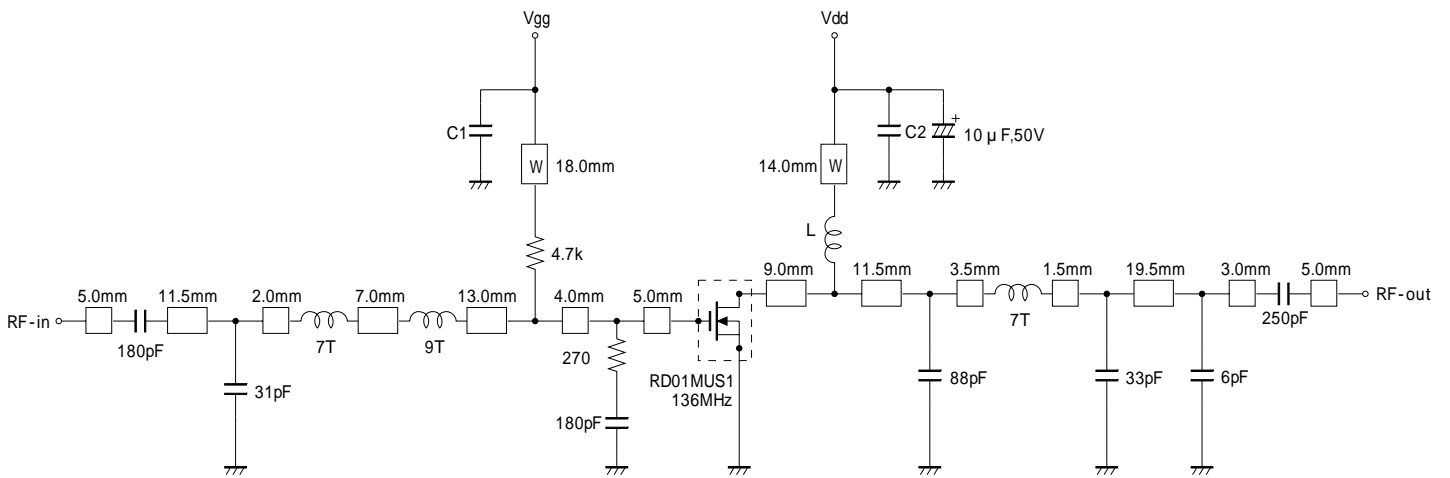 Vgg
Vdd
C1
C2
+
10 µ F,50V
W
18.0mm
14.0mm
W
4.7k
L
5.0mm
11.5mm
2.0mm
7.0mm
13.0mm
4.0mm
5.0mm
9.0mm
11.5mm
3.5mm
1.5mm
19.5mm
3.0mm
5.0mm
RF-in
RF-out
180pF
7T
9T
270
7T
250pF
31pF
180pF
RD01MUS1
136MHz
88pF
33pF
6pF